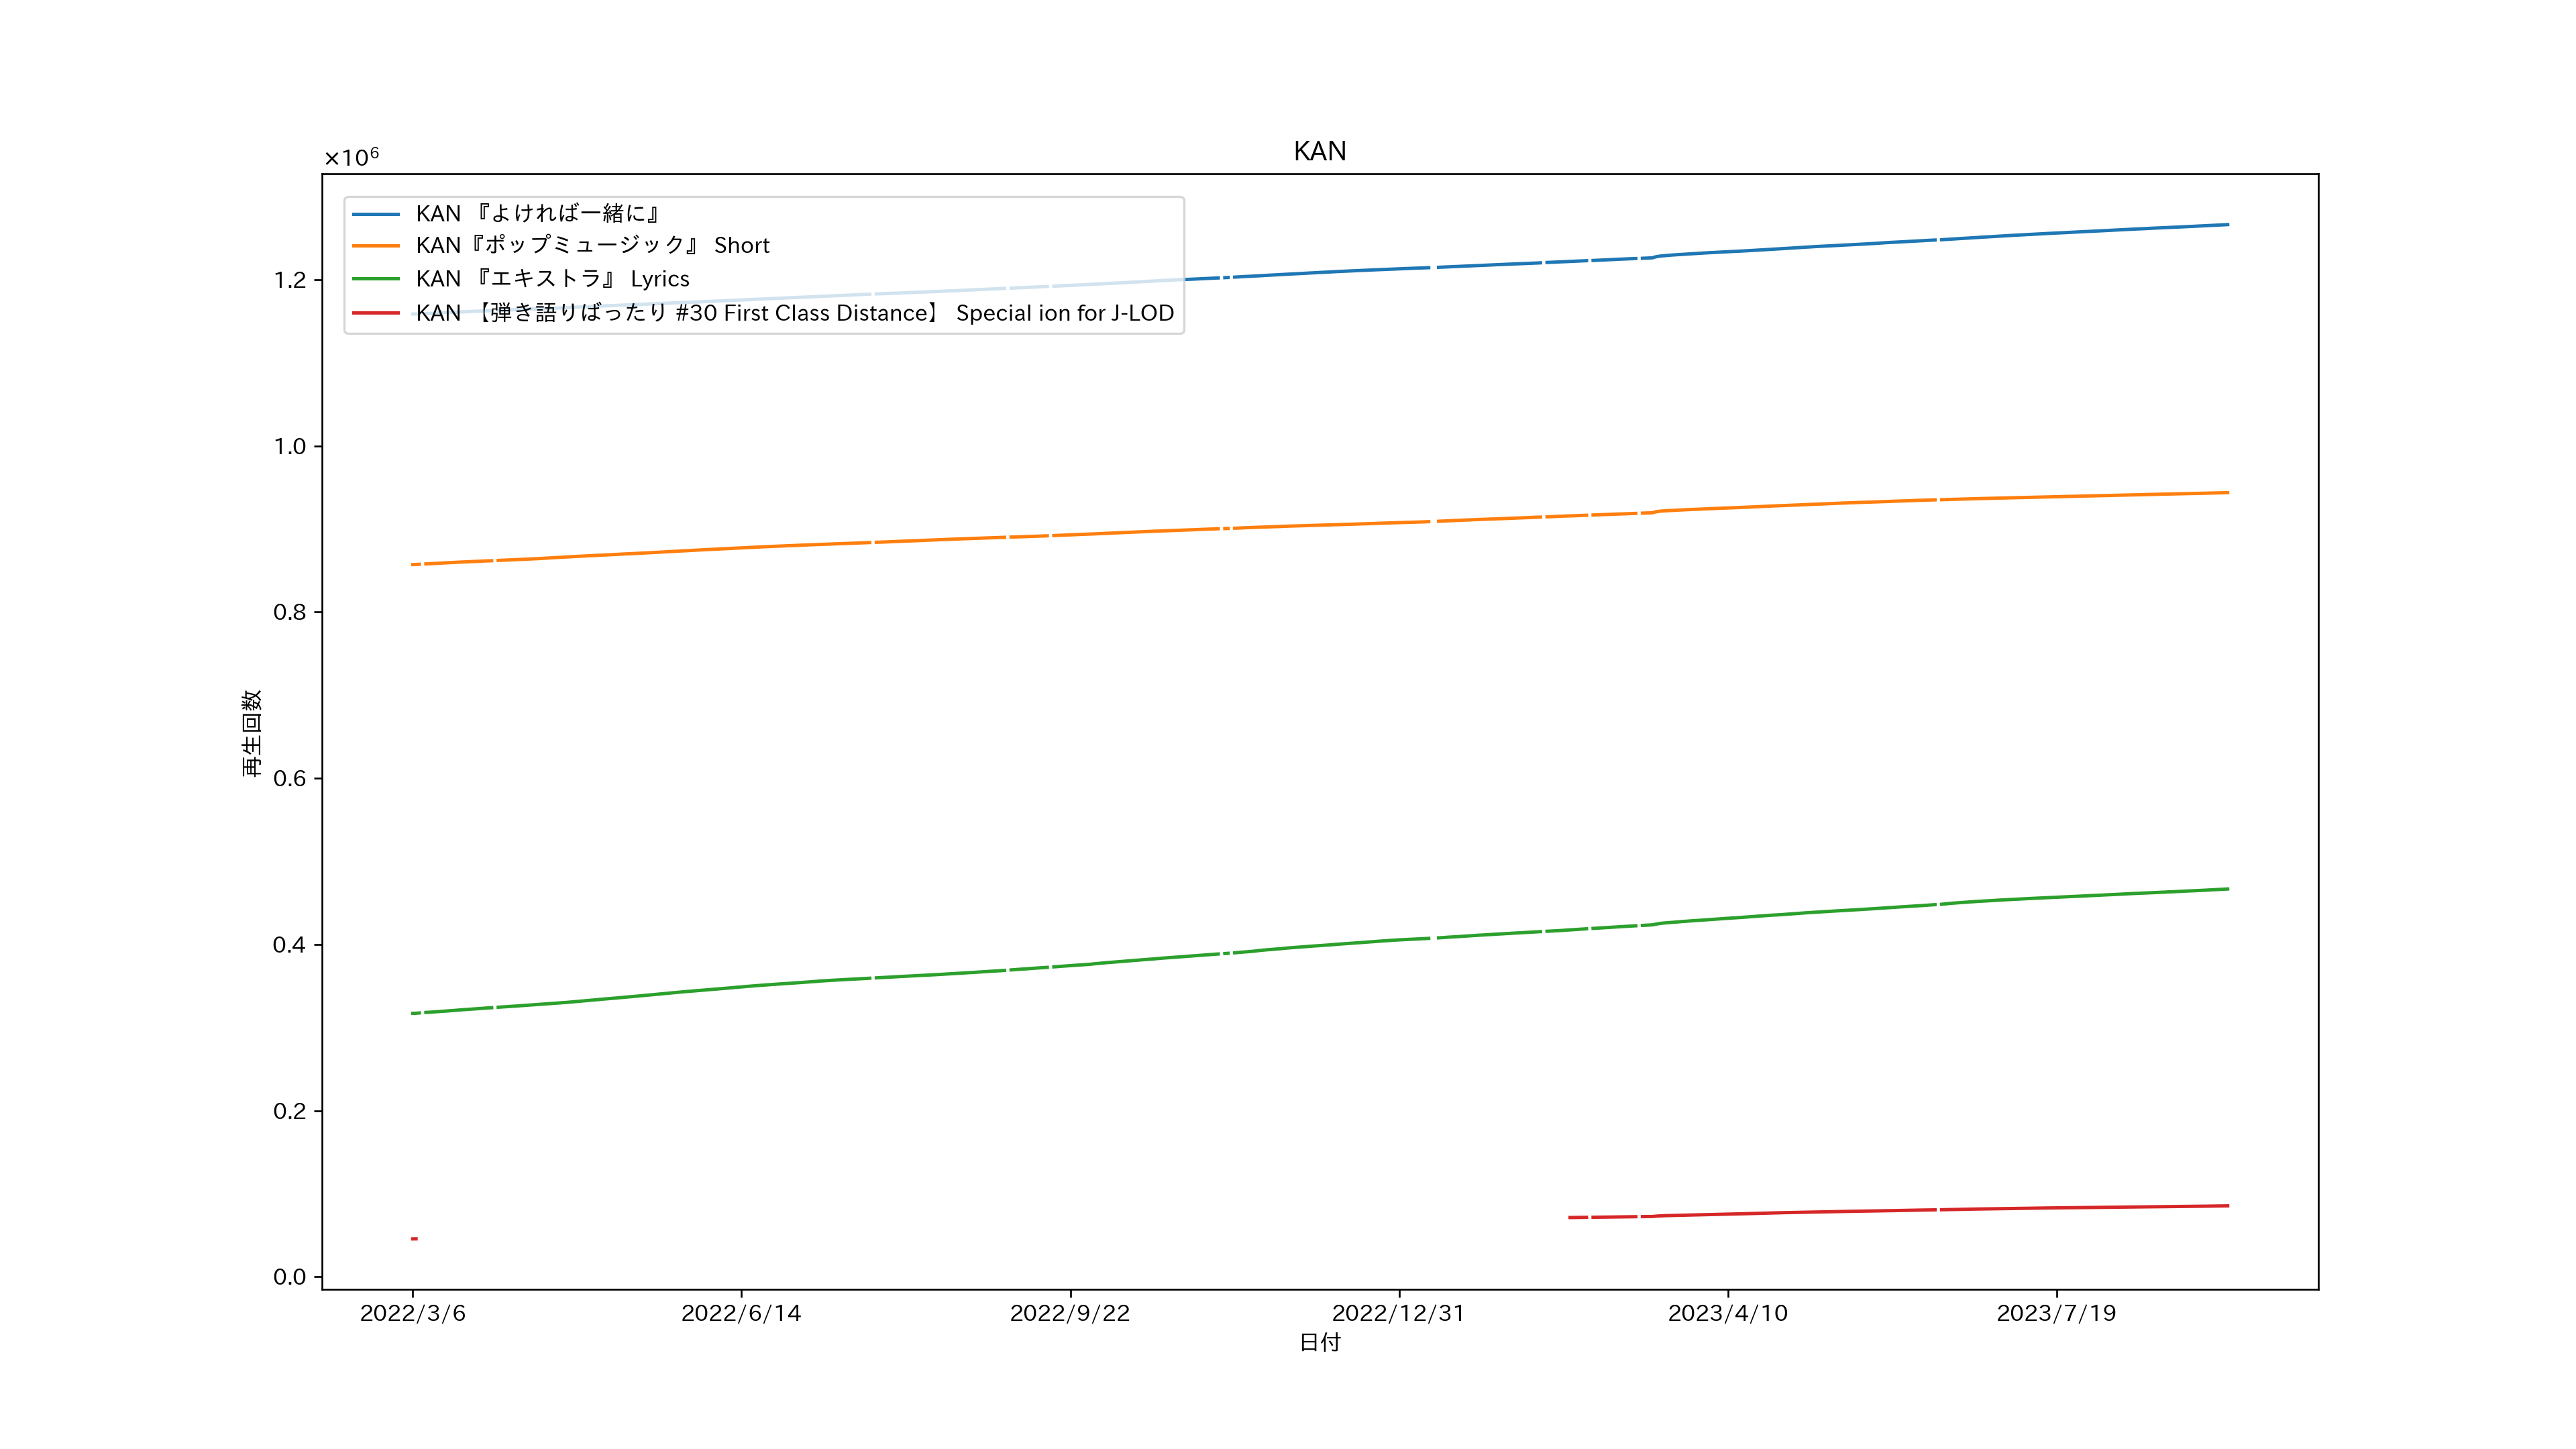 KAN
×10⁶
KAN 『よければ一緒に』
KAN『ポップミュージック』 Short
KAN 『エキストラ』 Lyrics
KAN 【弾き語りばったり #30 First Class Distance】 Special ion for J-LOD
1.2
1.0
0.8
0.6
0.4
0.2
0.0
再生回数
2022/3/6 2022/6/14 2022/9/22 2022/12/31 2023/4/10 2023/7/19
日付